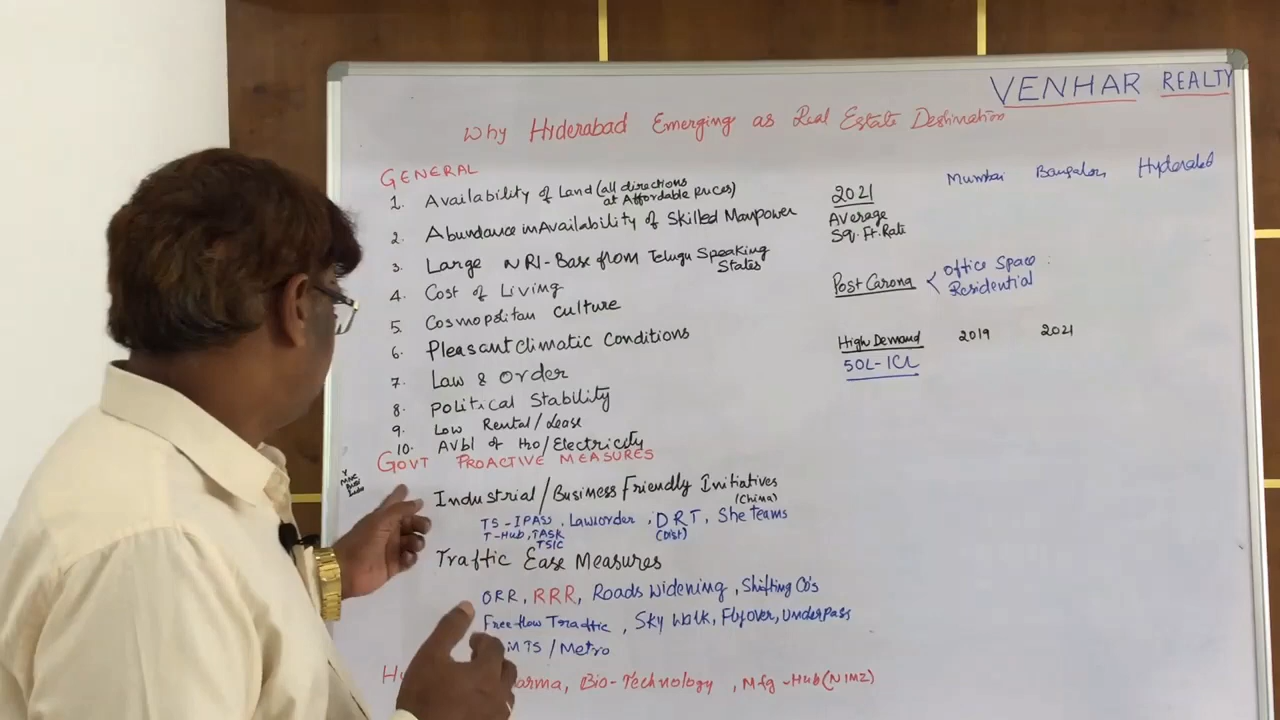 VENHAR REALTY
Why Hyderabad Emerging as Real Estate Destination
GENERAL
1. Availability of Land (all directions
at Affordable Prices)
2. Abundance in Availability of Skilled Manpower
3. Large NRI-Base from Telugu Speaking
States
4. Cost of Living
5. Cosmopolitan Culture
6. Pleasant Climatic Conditions
7. Law & Order
8. Political Stability
9. Low Rental/Lease
10. Avbl of H2O/Electricity
Mumbai Bangalore Hyderabad
2021
Average
Sq.Ft.Rate
Post Carona < Office Space
Residential
High Demand 2019 2021
50L-1Cr
GOVT PROACTIVE MEASURES
Industrial/Business Friendly Initiatives
(China)
TS-IPASS, Law&order, DRT, She Teams
T-Hub, TASK (Dist)
TSIC
Traffic Ease Measures
ORR, RRR, Roads Widening, Shifting Co's
Free flow Traffic, Sky Walk, Flyover, UnderPass
MTS/Metro
Bio-Technology, Mfg-Hub(NIMZ)